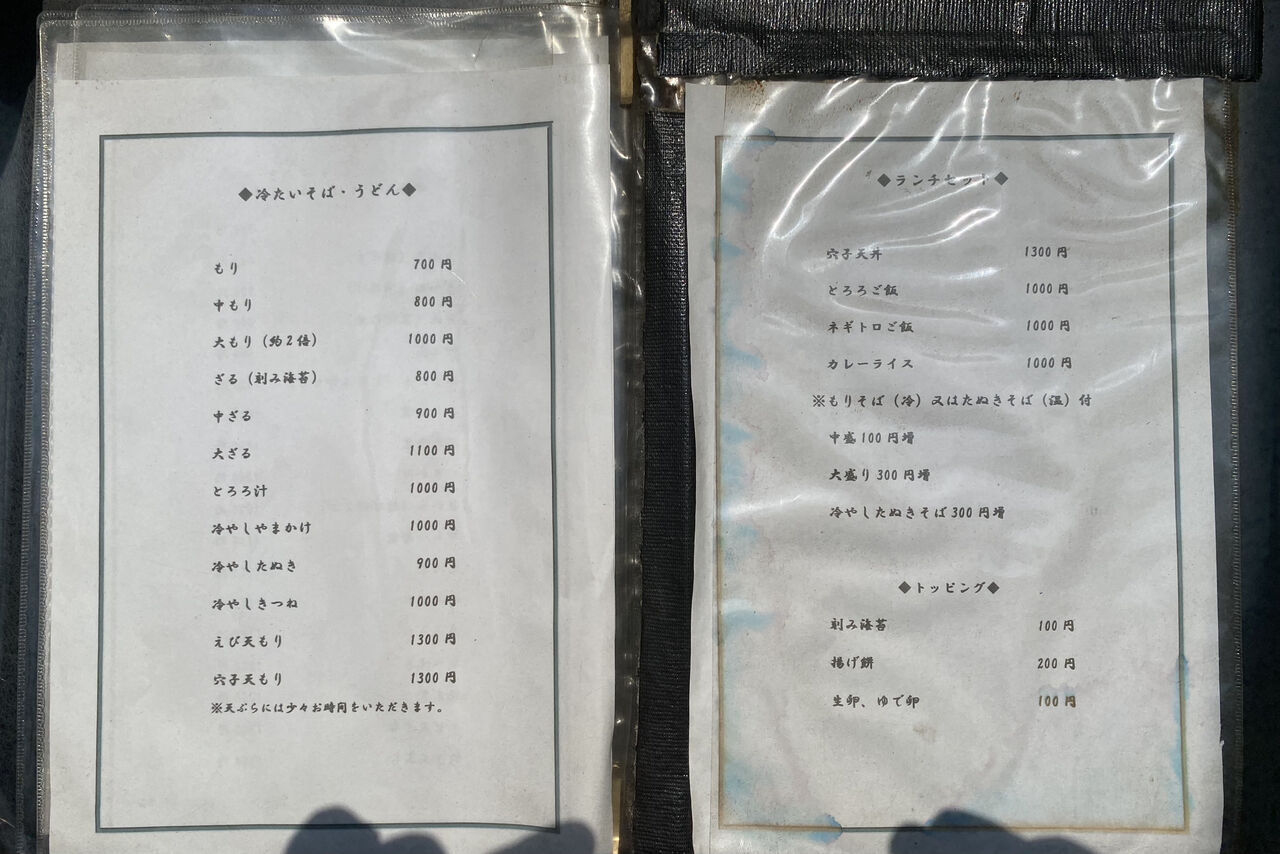 ◆冷たいそば・うどん◆
もり 700円
中もり 800円
大もり（約2倍） 1000円
ざる（刻み海苔） 800円
中ざる 900円
大ざる 1100円
とろろ汁 1000円
冷やしやまかけ 1000円
冷やしたぬき 900円
冷やしきつね 1000円
えび天もり 1300円
穴子天もり 1300円
※天ぷらには少々お時間をいただきます。
◆ランチセット◆
穴子天丼 1300円
とろろご飯 1000円
ネギトロご飯 1000円
カレーライス 1000円
※もりそば（冷）又はたぬきそば（温）付
中盛100円増
大盛り300円増
冷やしたぬきそば300円増
◆トッピング◆
刻み海苔 100円
揚げ餅 200円
生卵、ゆで卵 100円